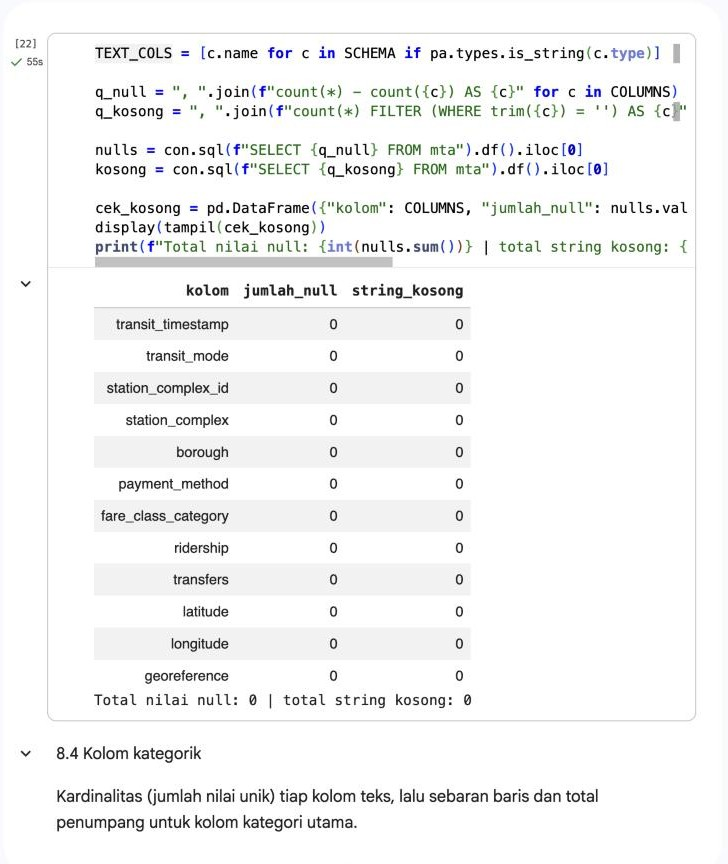 [22]
55s
TEXT_COLS = [c.name for c in SCHEMA if pa.types.is_string(c.type)]
q_null = ", ".join(f"count(*) - count({c}) AS {c}" for c in COLUMNS)
q_kosong = ", ".join(f"count(*) FILTER (WHERE trim({c}) = '') AS {c}"
nulls = con.sql(f"SELECT {q_null} FROM mta").df().iloc[0]
kosong = con.sql(f"SELECT {q_kosong} FROM mta").df().iloc[0]
cek_kosong = pd.DataFrame({"kolom": COLUMNS, "jumlah_null": nulls.val
display(tampil(cek_kosong))
print(f"Total nilai null: {int(nulls.sum())} | total string kosong: {
kolom jumlah_null string_kosong
transit_timestamp 0 0
transit_mode 0 0
station_complex_id 0 0
station_complex 0 0
borough 0 0
payment_method 0 0
fare_class_category 0 0
ridership 0 0
transfers 0 0
latitude 0 0
longitude 0 0
georeference 0 0
Total nilai null: 0 | total string kosong: 0
8.4 Kolom kategorik
Kardinalitas (jumlah nilai unik) tiap kolom teks, lalu sebaran baris dan total
penumpang untuk kolom kategori utama.